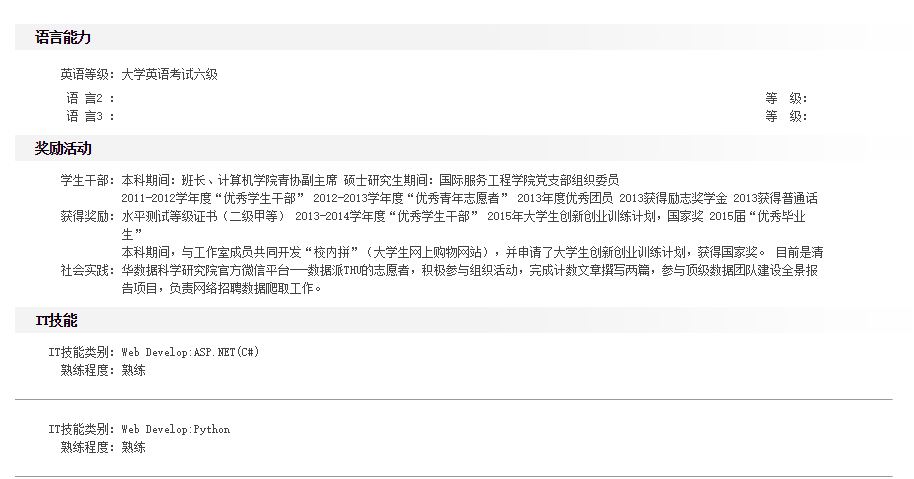 语言能力
英语等级: 大学英语考试六级
语 言2 : 等 级:
语 言3 : 等 级:
奖励活动
学生干部: 本科期间: 班长、计算机学院青协副主席 硕士研究生期间: 国际服务工程学院党支部组织委员
2011-2012学年度“优秀学生干部” 2012-2013学年度“优秀青年志愿者” 2013年度优秀团员 2013获得励志奖学金 2013获得普通话
获得奖励: 水平测试等级证书（二级甲等） 2013-2014学年度“优秀学生干部” 2015年大学生创新创业训练计划，国家奖 2015届“优秀毕业
生”
本科期间，与工作室成员共同开发“校内拼”（大学生网上购物网站），并申请了大学生创新创业训练计划，获得国家奖。 目前是清
社会实践: 华数据科学研究院官方微信平台——数据派THU的志愿者，积极参与组织活动，完成计数文章撰写两篇，参与顶级数据团队建设全景报
告项目，负责网络招聘数据爬取工作。
IT技能
IT技能类别: Web Develop:ASP.NET(C#)
熟练程度: 熟练
IT技能类别: Web Develop:Python
熟练程度: 熟练